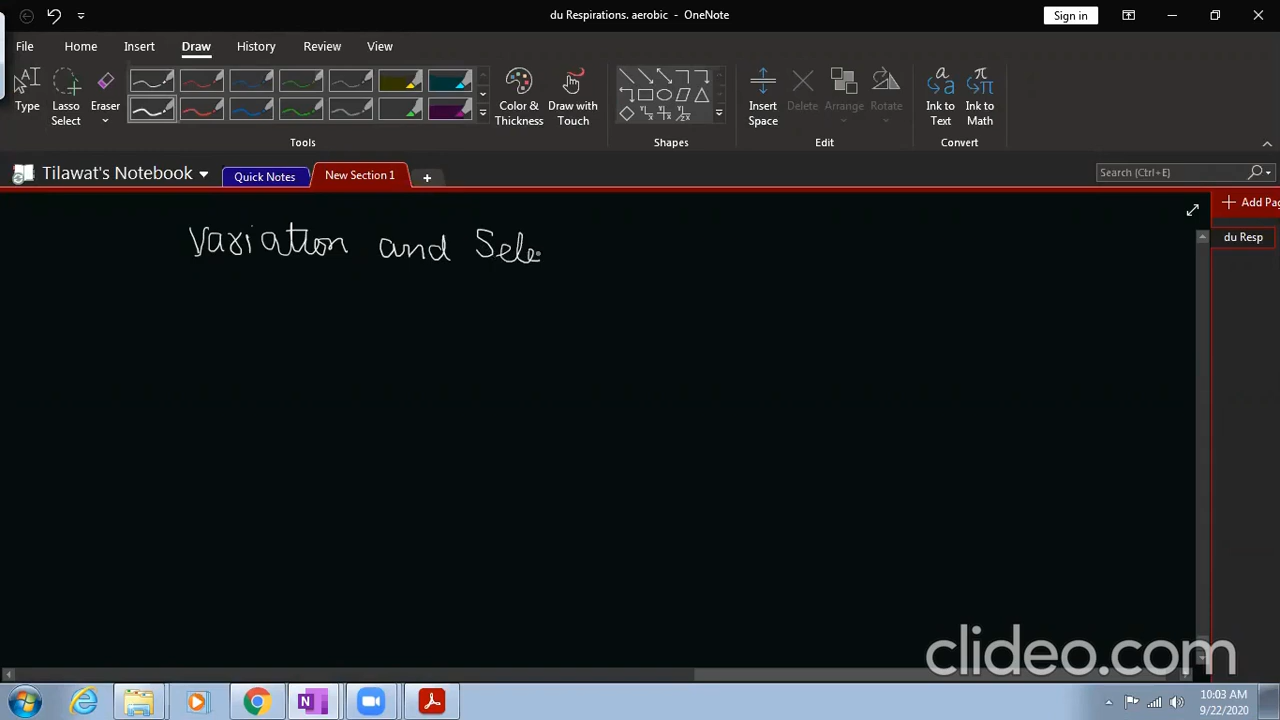 du Respirations. aerobic - OneNote
Sign in
File Home Insert Draw History Review View
Type Lasso Select Eraser Color & Thickness Draw with Touch Insert Space Delete Arrange Rotate Ink to Text Ink to Math
Tools Shapes Edit Convert
Tilawat's Notebook Quick Notes New Section 1 + Search (Ctrl+E)
+ Add Pag
du Resp
Variation and Sele
clideo.com
10:03 AM
9/22/2020